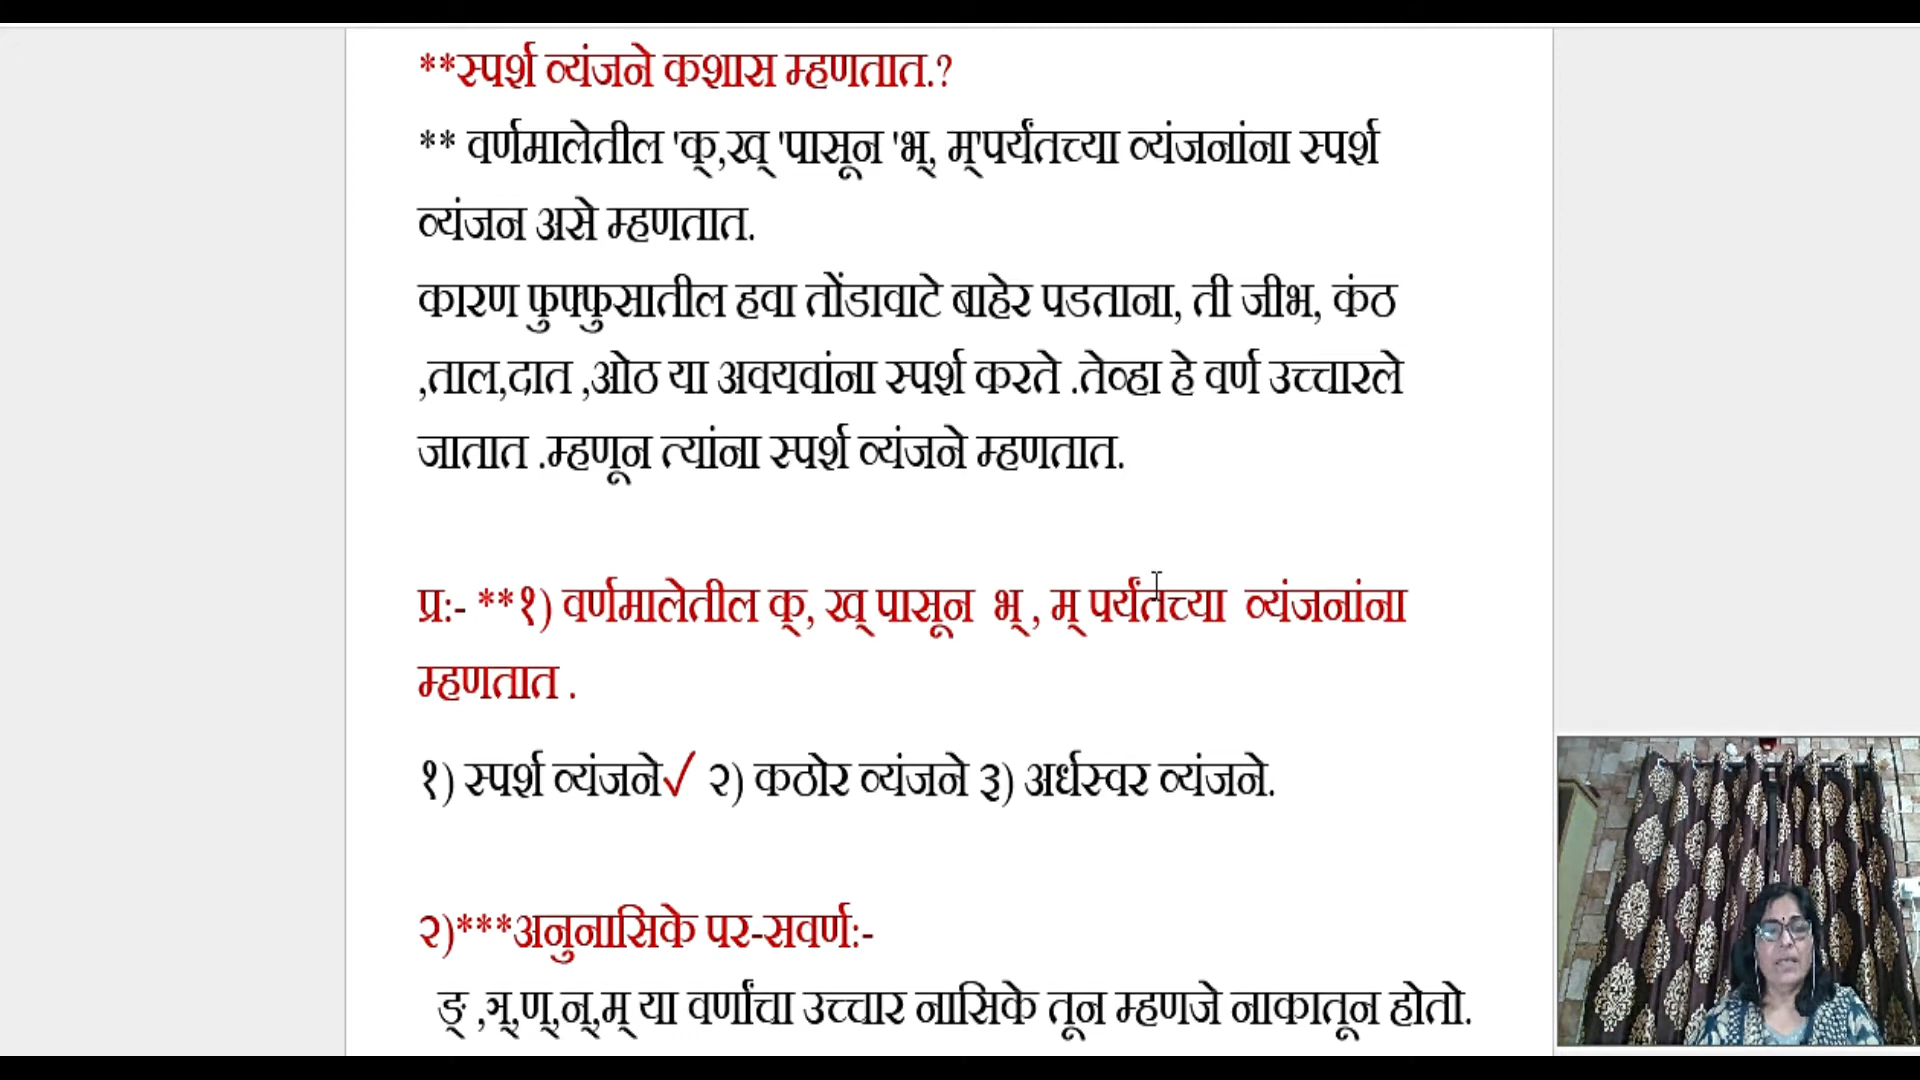 **स्पर्श व्यंजने कशास म्हणतात.?
** वर्णमालेतील 'क्,ख् 'पासून 'भ्, म्'पर्यंतच्या व्यंजनांना स्पर्श
व्यंजन असे म्हणतात.
कारण फुफ्फुसातील हवा तोंडावाटे बाहेर पडताना, ती जीभ, कंठ
,ताल,दात ,ओठ या अवयवांना स्पर्श करते .तेव्हा हे वर्ण उच्चारले
जातात .म्हणून त्यांना स्पर्श व्यंजने म्हणतात.
प्र:- **१) वर्णमालेतील क्, ख् पासून भ् , म् पर्यंतच्या व्यंजनांना
म्हणतात .
१) स्पर्श व्यंजने✓ २) कठोर व्यंजने ३) अर्धस्वर व्यंजने.
२)***अनुनासिके पर-सवर्ण:-
ङ् ,ञ्,ण्,न्,म् या वर्णांचा उच्चार नासिके तून म्हणजे नाकातून होतो.